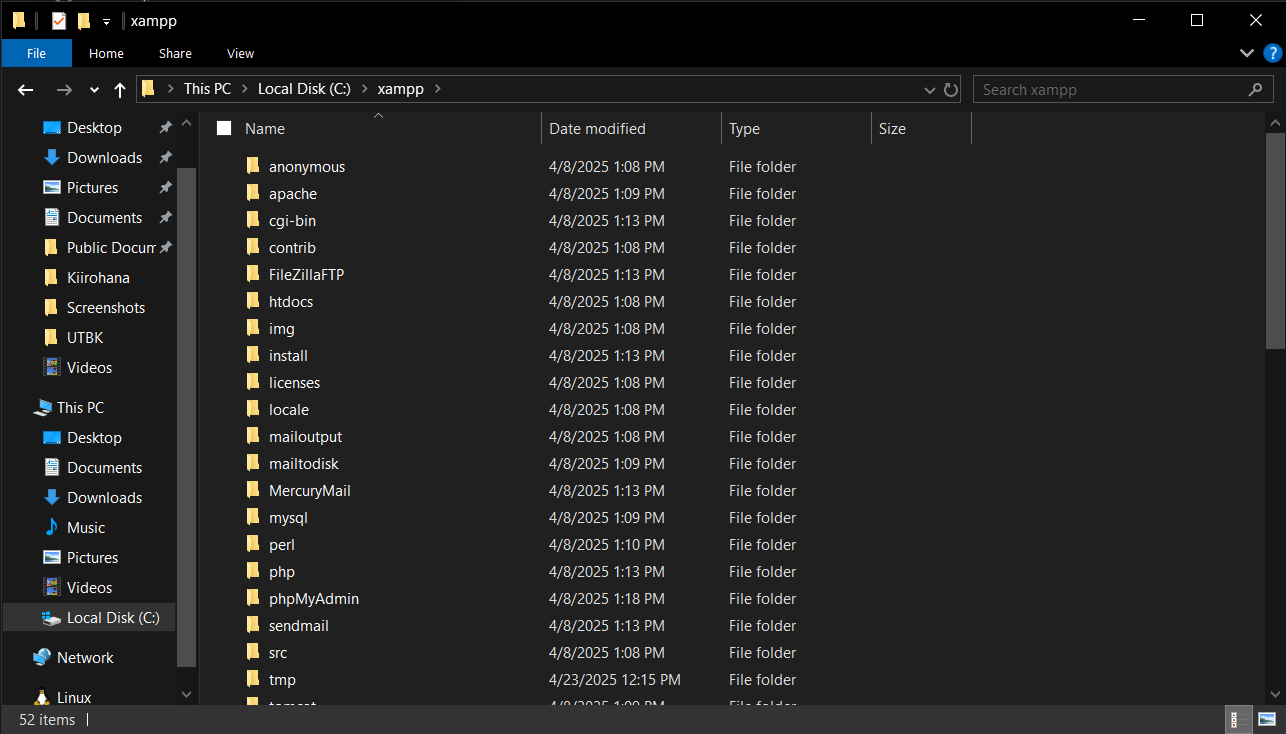 xampp
File Home Share View
This PC Local Disk (C:) xampp
Search xampp
Desktop
Downloads
Pictures
Documents
Public Docum
Kiirohana
Screenshots
UTBK
Videos
This PC
Desktop
Documents
Downloads
Music
Pictures
Videos
Local Disk (C:)
Network
Linux
Name Date modified Type Size
anonymous 4/8/2025 1:08 PM File folder
apache 4/8/2025 1:09 PM File folder
cgi-bin 4/8/2025 1:13 PM File folder
contrib 4/8/2025 1:08 PM File folder
FileZillaFTP 4/8/2025 1:13 PM File folder
htdocs 4/8/2025 1:08 PM File folder
img 4/8/2025 1:08 PM File folder
install 4/8/2025 1:13 PM File folder
licenses 4/8/2025 1:08 PM File folder
locale 4/8/2025 1:08 PM File folder
mailoutput 4/8/2025 1:08 PM File folder
mailtodisk 4/8/2025 1:09 PM File folder
MercuryMail 4/8/2025 1:13 PM File folder
mysql 4/8/2025 1:09 PM File folder
perl 4/8/2025 1:10 PM File folder
php 4/8/2025 1:13 PM File folder
phpMyAdmin 4/8/2025 1:18 PM File folder
sendmail 4/8/2025 1:13 PM File folder
src 4/8/2025 1:08 PM File folder
tmp 4/23/2025 12:15 PM File folder
52 items